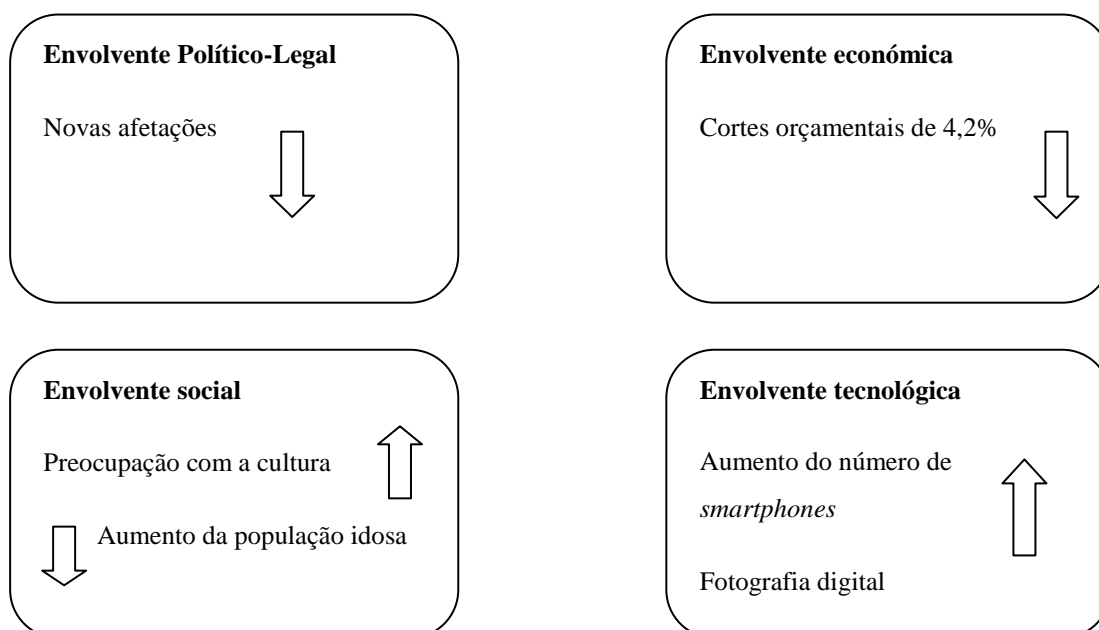 Envolvente Político-Legal
Novas afetações
Envolvente económica
Cortes orçamentais de 4,2%
Envolvente social
Preocupação com a cultura
Aumento da população idosa
Envolvente tecnológica
Aumento do número de
smartphones
Fotografia digital